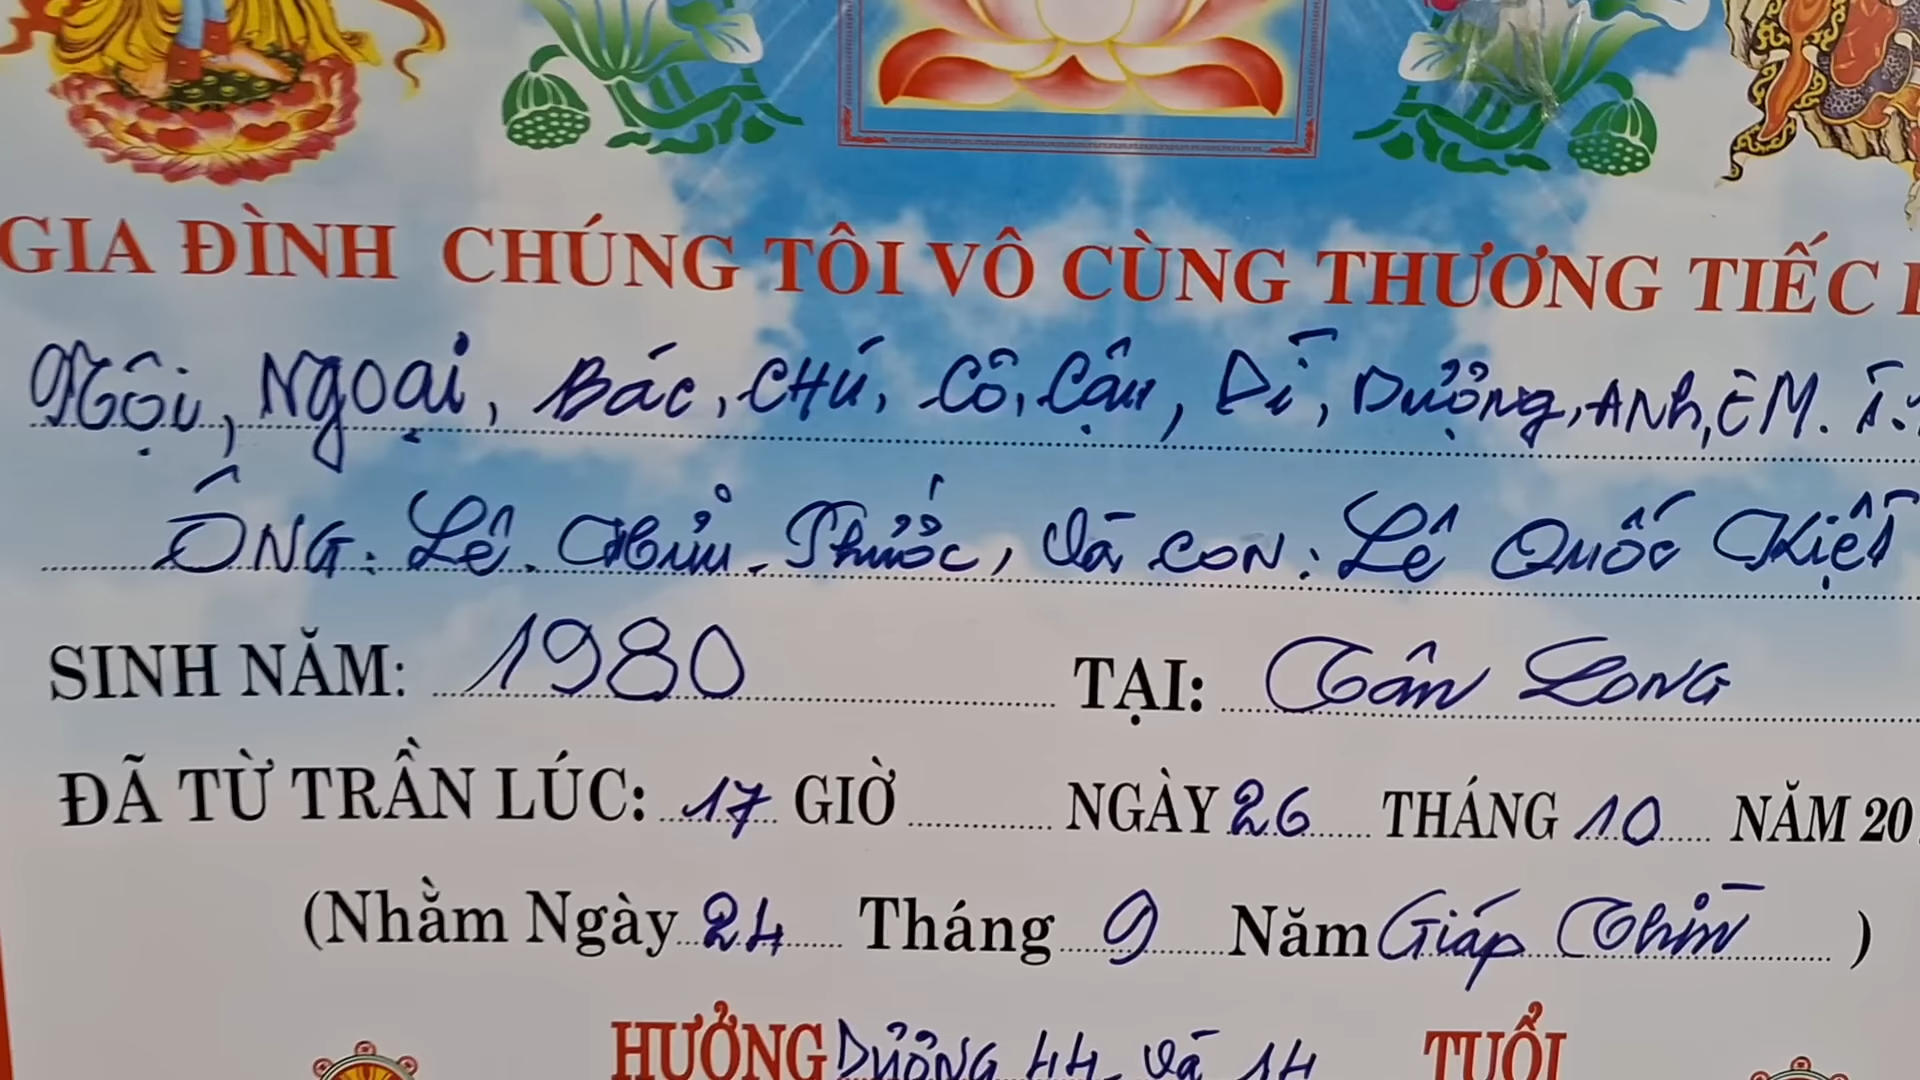 GIA ĐÌNH CHÚNG TÔI VÔ CÙNG THƯƠNG TIẾC
Nội, Ngoại, Bác, CHÚ, Cô, Cậu, Dì, Dượng, ANh, EM.
ÔNG: Lê Hữu Phước, Và CON: Lê Quốc Kiệt
SINH NĂM: 1980 TẠI: Tân LONG
ĐÃ TỪ TRẦN LÚC: 17 GIỜ NGÀY 26 THÁNG 10 NĂM 20
(Nhằm Ngày 24 Tháng 9 Năm Giáp Thìn)
HƯỞNG DƯƠNG 44 Và 14 TUỔI